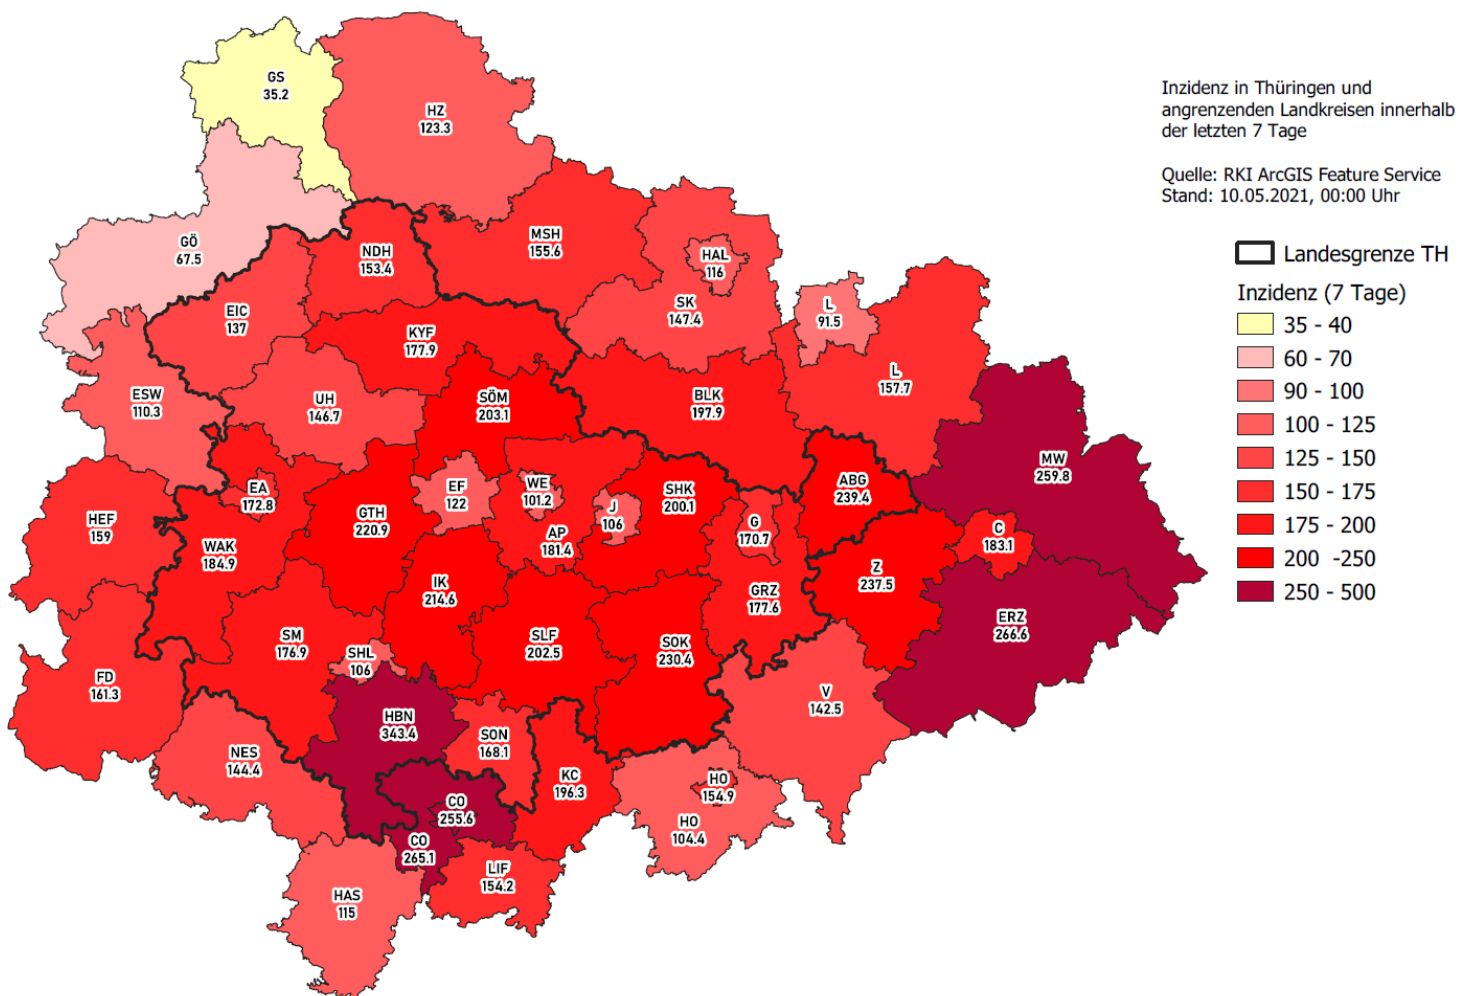 GS
35.2
HZ
123.3
GÖ
67.5
NDH
153.4
MSH
155.6
HAL
116
EIC
137
SK
147.4
L
91.5
KYF
177.9
L
157.7
ESW
110.3
UH
146.7
SÖM
203.1
BLK
197.9
MW
259.8
EA
172.8
EF
122
WE
101.2
SHK
200.1
ABG
239.4
HEF
159
GTH
220.9
J
106
G
170.7
C
183.1
WAK
184.9
AP
181.4
IK
214.6
GRZ
177.6
Z
237.5
SM
176.9
SHL
106
SLF
202.5
SOK
230.4
ERZ
266.6
FD
161.3
V
142.5
HBN
343.4
SON
168.1
NES
144.4
KC
196.3
HO
154.9
CO
255.6
HO
104.4
CO
265.1
LIF
154.2
HAS
115
Inzidenz in Thüringen und
angrenzenden Landkreisen innerhalb
der letzten 7 Tage
Quelle: RKI ArcGIS Feature Service
Stand: 10.05.2021, 00:00 Uhr
Landesgrenze TH
Inzidenz (7 Tage)
35 - 40
60 - 70
90 - 100
100 - 125
125 - 150
150 - 175
175 - 200
200 -250
250 - 500